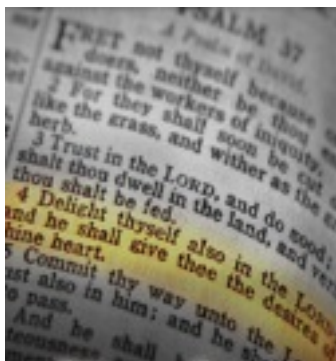 PSALM 37
A Psalm of David.
FRET not thyself because
doers, neither be thou
against the workers of iniquity.
2 For they shall soon be cut
like the grass, and wither as the
herb.
3 Trust in the LORD, and do good;
shalt thou dwell in the land, and
thou shalt be fed.
4 Delight thyself also in the LORD
and he shall give thee the desires
thine heart.
5 Commit thy way unto the
also in him; and he
to pass.
And he shall